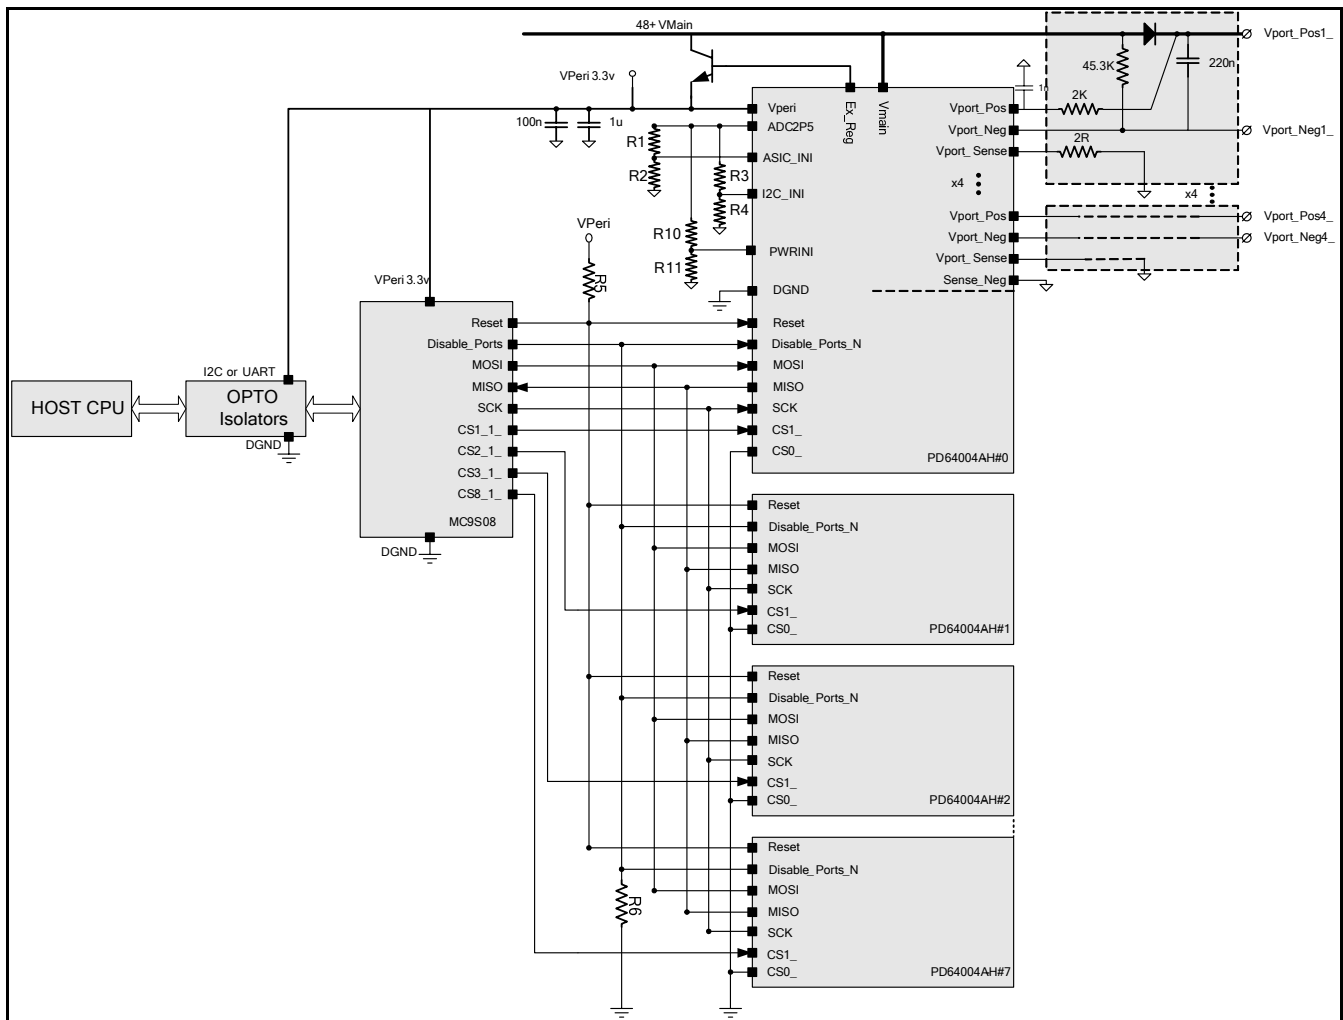 48+ VMain
Vport_Pos1_
45.3K
220n
VPeri 3.3v
2K
Vperi
Ex_Reg
Vmain
Vport_Pos
100n
1u
ADC2P5
Vport_Neg
Vport_Neg1_
R1
2R
Vport_Sense
ASIC_INI
R2
R3
x4
I2C_INI
x4
R4
Vport_Pos
Vport_Pos4_
VPeri
R10
Vport_Neg
Vport_Neg4_
PWRINI
Vport_Sense
R11
VPeri 3.3v
R5
Sense_Neg
DGND
Reset
Reset
Disable_Ports
Disable_Ports_N
MOSI
MOSI
I2C or UART
MISO
MISO
HOST CPU
OPTO
Isolators
SCK
SCK
CS1_1_
CS1_
DGND
CS2_1_
CS0_
PD64004AH#0
CS3_1_
CS8_1_
MC9S08
DGND
Reset
Disable_Ports_N
MOSI
MISO
SCK
CS1_
CS0_
PD64004AH#1
Reset
Disable_Ports_N
MOSI
MISO
SCK
CS1_
CS0_
PD64004AH#2
Reset
Disable_Ports_N
R6
MOSI
MISO
SCK
CS1_
CS0_
PD64004AH#7